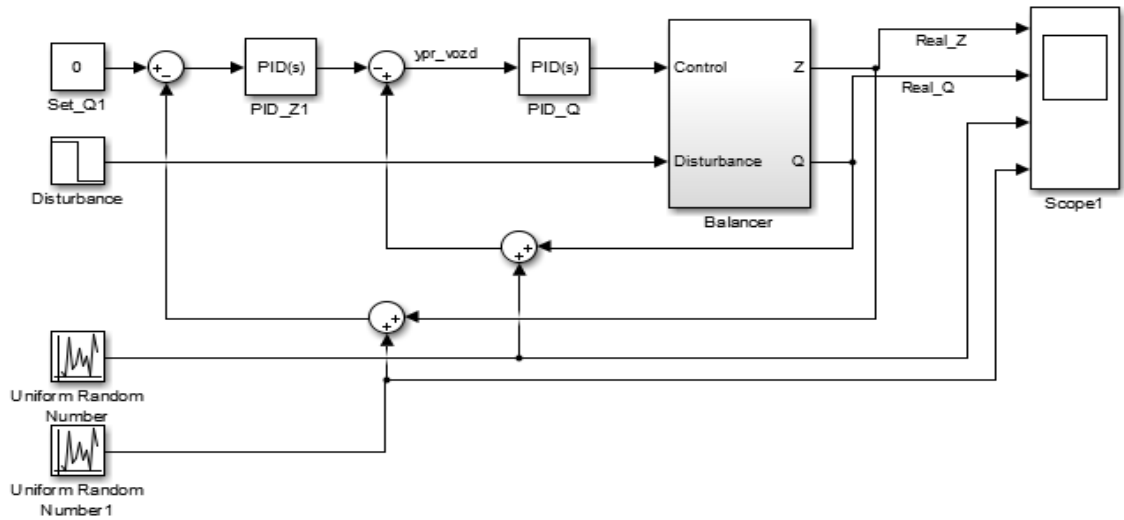 Real_Z
0
PID(s)
ypr_vozd
PID(s)
Control
Z
Real_Q
Set_Q1
PID_Z1
PID_Q
Disturbance
Q
Disturbance
Balancer
Scope1
Uniform Random
Number
Uniform Random
Number1